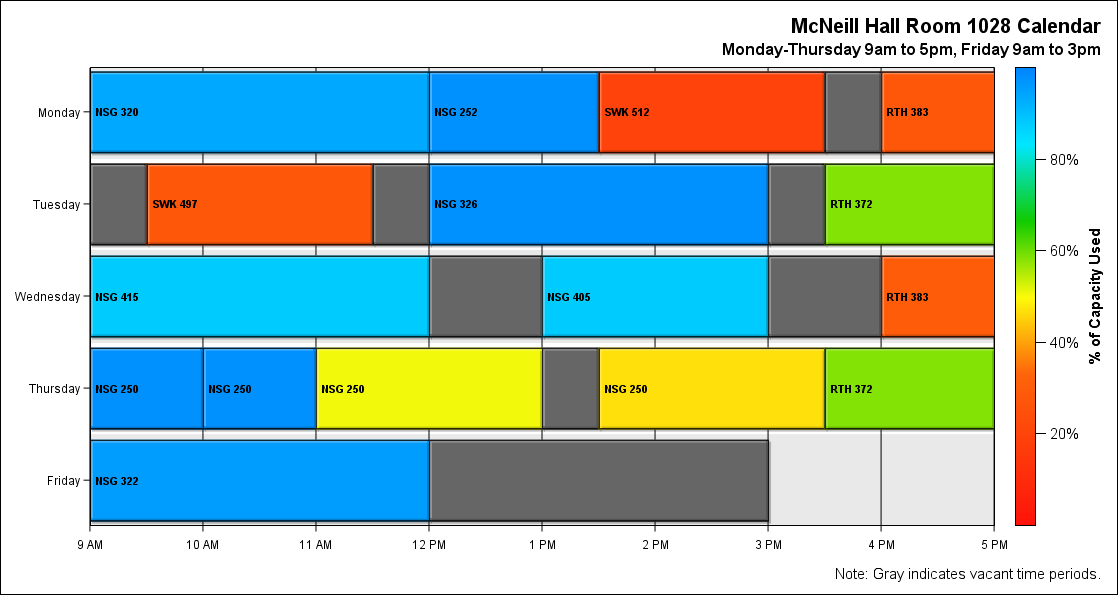 McNeill Hall Room 1028 Calendar
Monday-Thursday 9am to 5pm, Friday 9am to 3pm
Monday
NSG 320
NSG 252
SWK 512
RTH 383
Tuesday
SWK 497
NSG 326
RTH 372
Wednesday
NSG 415
NSG 405
RTH 383
Thursday
NSG 250
NSG 250
NSG 250
NSG 250
RTH 372
Friday
NSG 322
9 AM
10 AM
11 AM
12 PM
1 PM
2 PM
3 PM
4 PM
5 PM
80%
60%
40%
20%
% of Capacity Used
Note: Gray indicates vacant time periods.